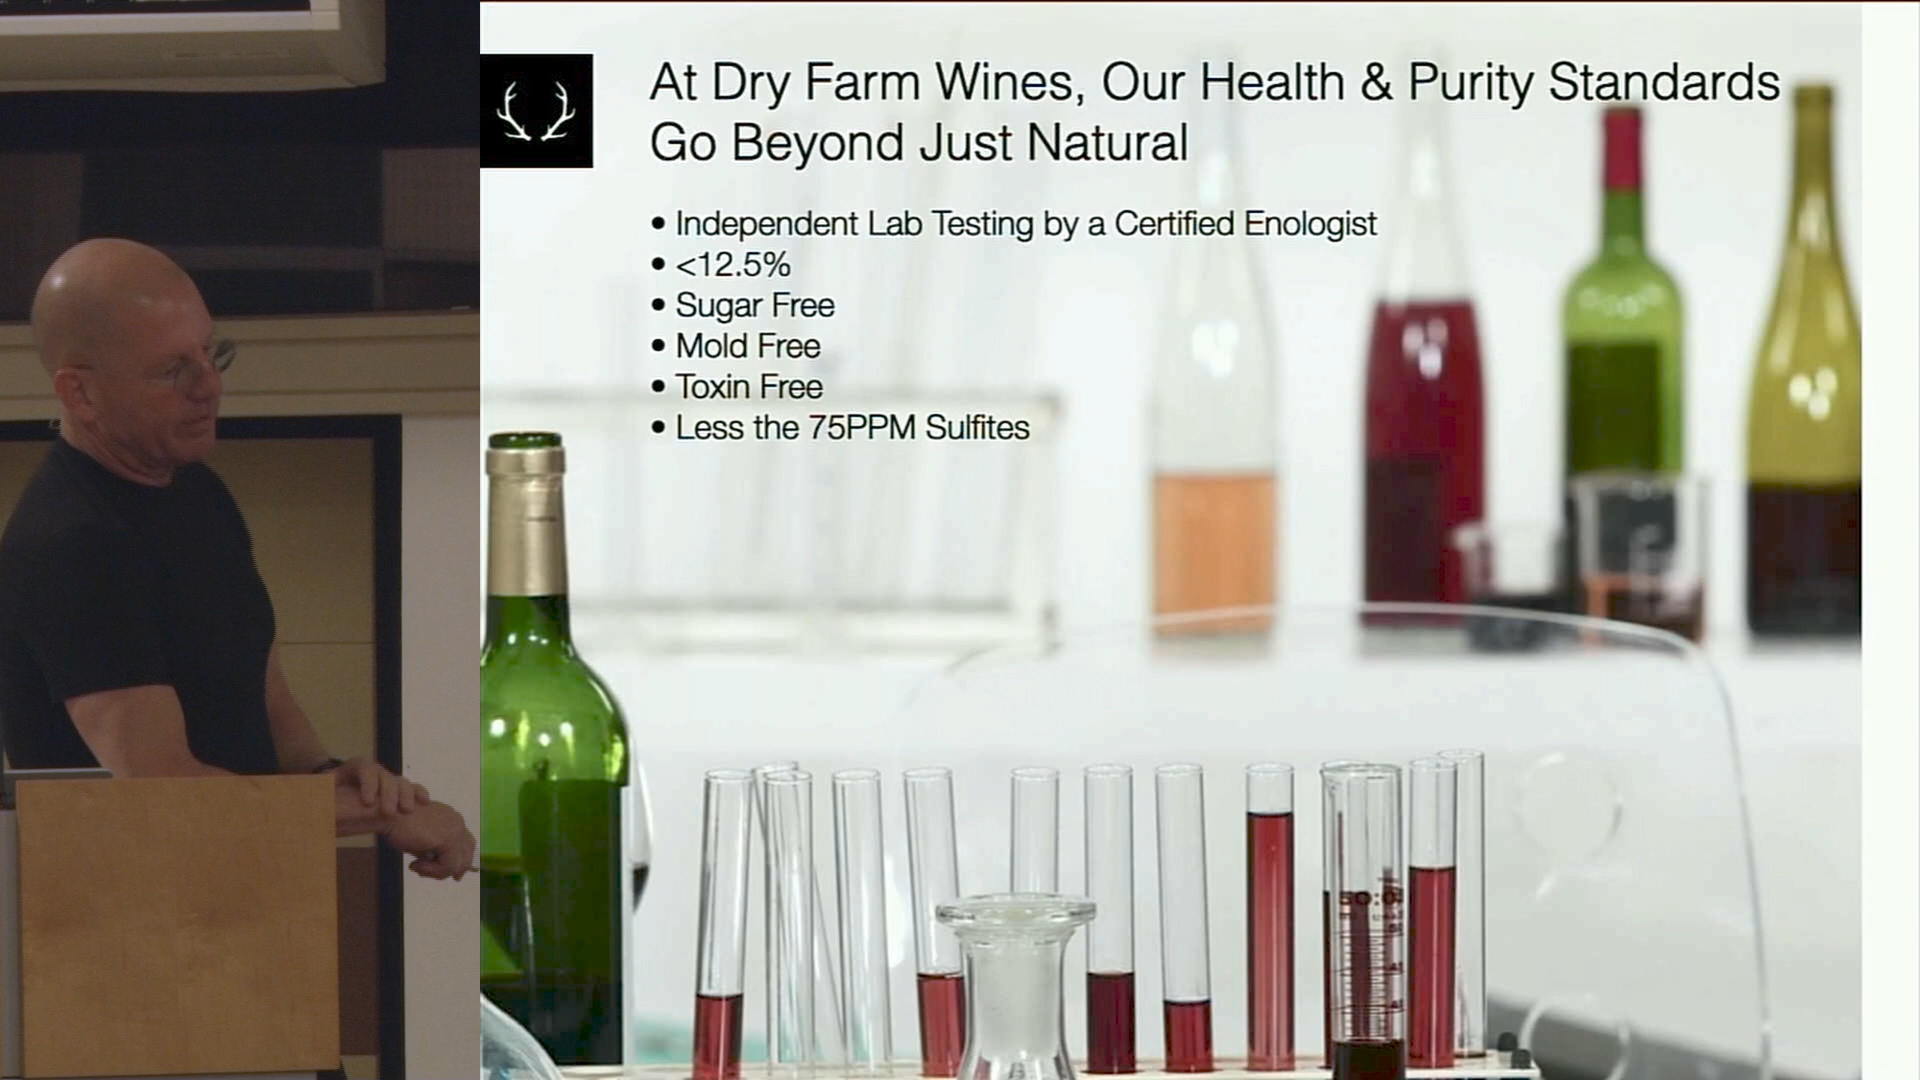 At Dry Farm Wines, Our Health & Purity Standards
Go Beyond Just Natural
• Independent Lab Testing by a Certified Enologist
• <12.5%
• Sugar Free
• Mold Free
• Toxin Free
• Less the 75PPM Sulfites